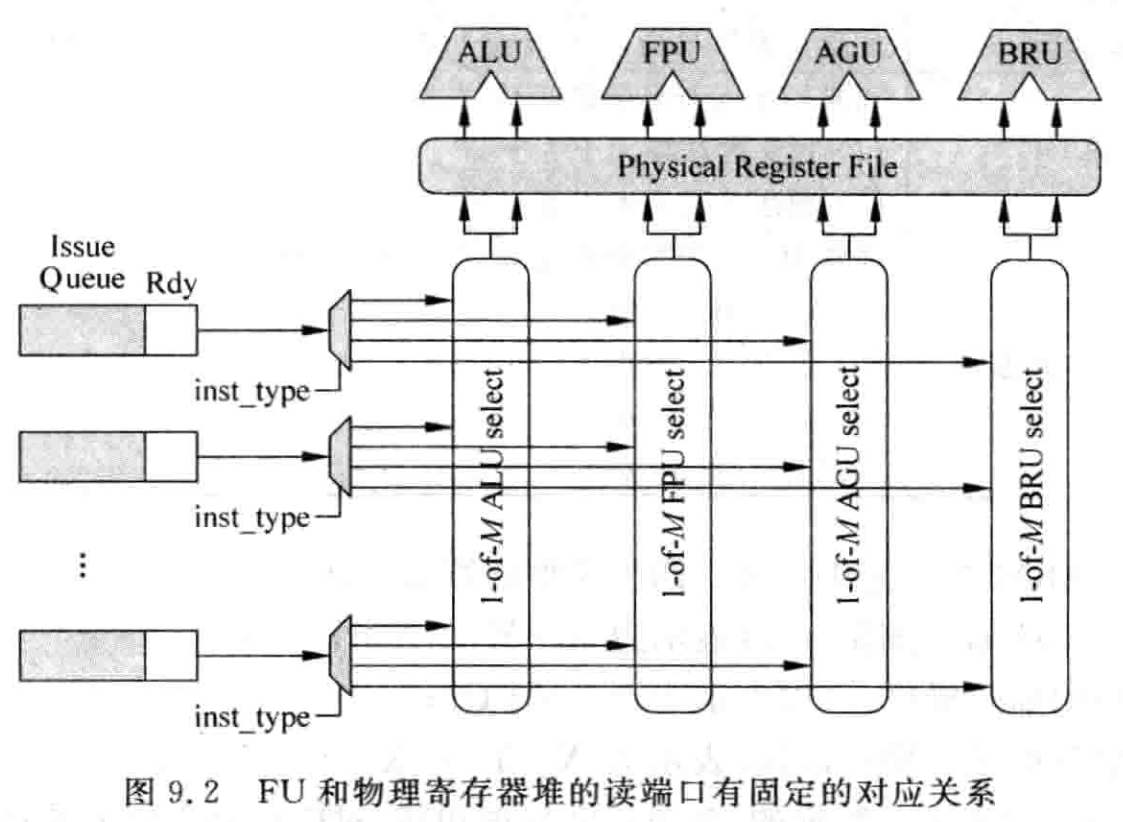 ALU FPU AGU BRU
Physical Register File
Issue
Queue Rdy
inst_type
inst_type
⋮
inst_type
1-of-M ALU select
1-of-M FPU select
1-of-M AGU select
1-of-M BRU select
图 9.2 FU 和物理寄存器堆的读端口有固定的对应关系